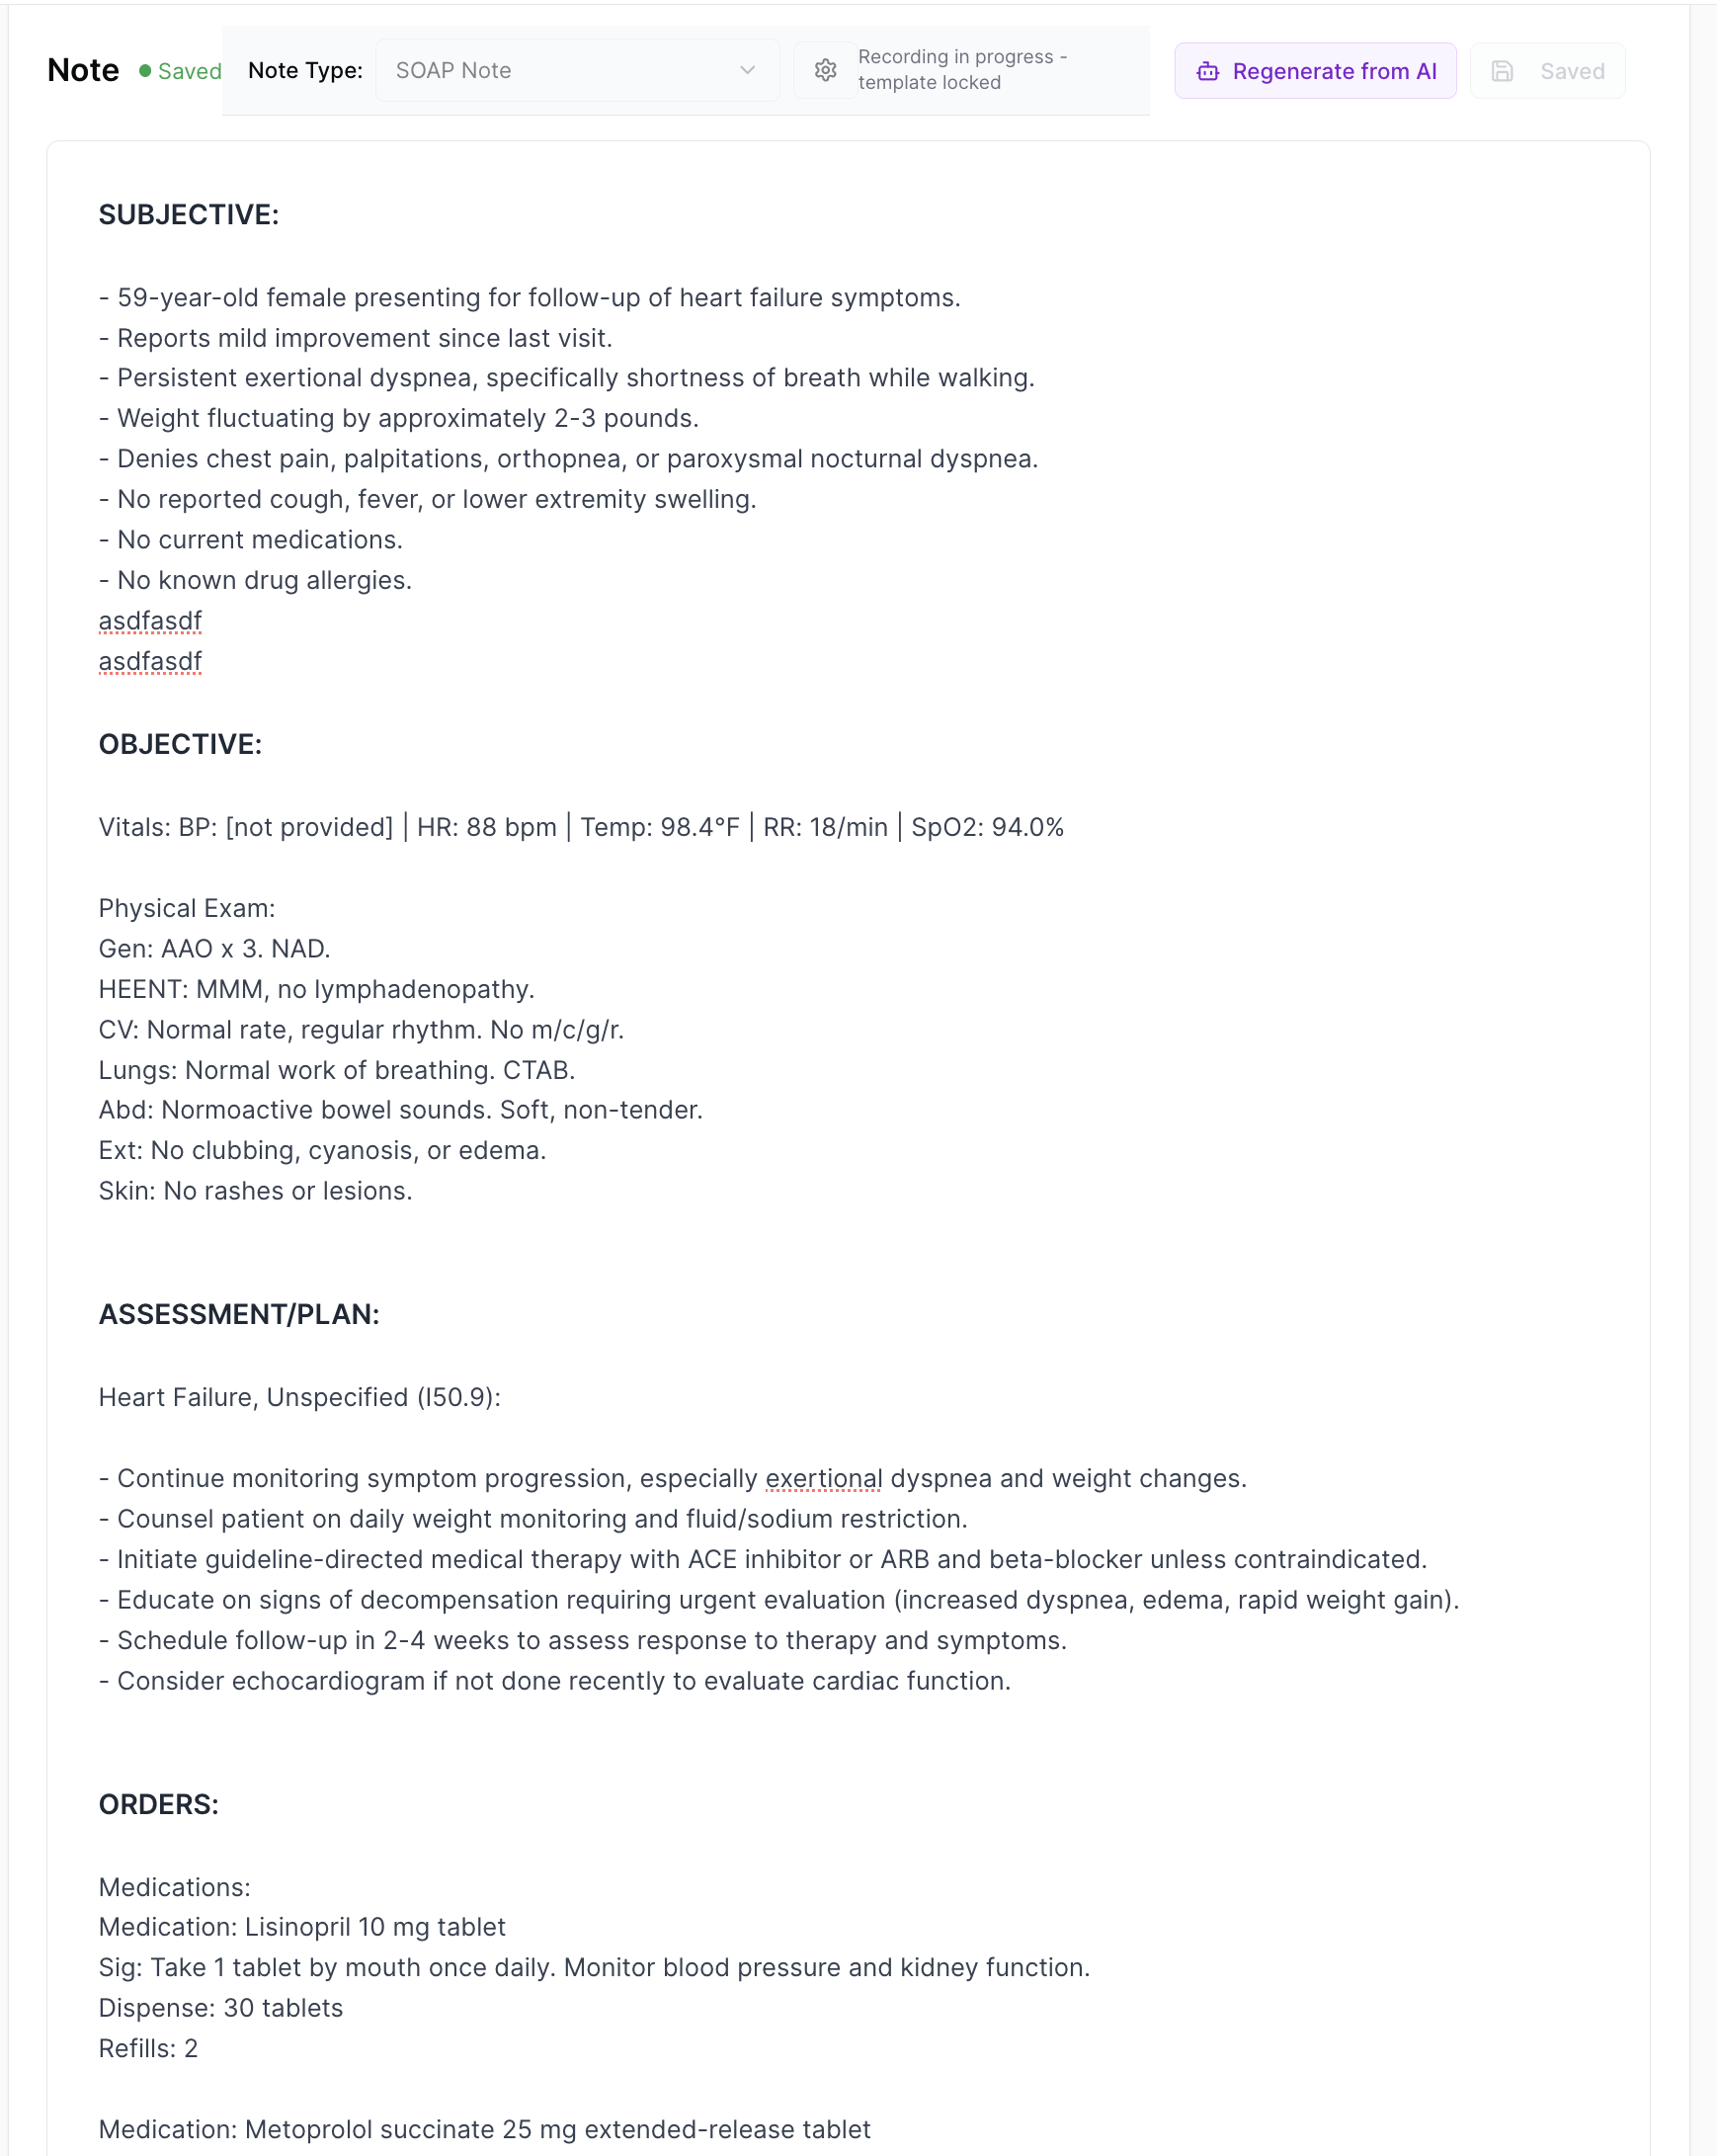 Note
Saved
Note Type:
SOAP Note
Recording in progress -
template locked
Regenerate from AI
Saved
SUBJECTIVE:
- 59-year-old female presenting for follow-up of heart failure symptoms.
- Reports mild improvement since last visit.
- Persistent exertional dyspnea, specifically shortness of breath while walking.
- Weight fluctuating by approximately 2-3 pounds.
- Denies chest pain, palpitations, orthopnea, or paroxysmal nocturnal dyspnea.
- No reported cough, fever, or lower extremity swelling.
- No current medications.
- No known drug allergies.
asdfasdf
asdfasdf
OBJECTIVE:
Vitals: BP: [not provided] | HR: 88 bpm | Temp: 98.4°F | RR: 18/min | SpO2: 94.0%
Physical Exam:
Gen: AAO x 3. NAD.
HEENT: MMM, no lymphadenopathy.
CV: Normal rate, regular rhythm. No m/c/g/r.
Lungs: Normal work of breathing. CTAB.
Abd: Normoactive bowel sounds. Soft, non-tender.
Ext: No clubbing, cyanosis, or edema.
Skin: No rashes or lesions.
ASSESSMENT/PLAN:
Heart Failure, Unspecified (I50.9):
- Continue monitoring symptom progression, especially exertional dyspnea and weight changes.
- Counsel patient on daily weight monitoring and fluid/sodium restriction.
- Initiate guideline-directed medical therapy with ACE inhibitor or ARB and beta-blocker unless contraindicated.
- Educate on signs of decompensation requiring urgent evaluation (increased dyspnea, edema, rapid weight gain).
- Schedule follow-up in 2-4 weeks to assess response to therapy and symptoms.
- Consider echocardiogram if not done recently to evaluate cardiac function.
ORDERS:
Medications:
Medication: Lisinopril 10 mg tablet
Sig: Take 1 tablet by mouth once daily. Monitor blood pressure and kidney function.
Dispense: 30 tablets
Refills: 2
Medication: Metoprolol succinate 25 mg extended-release tablet